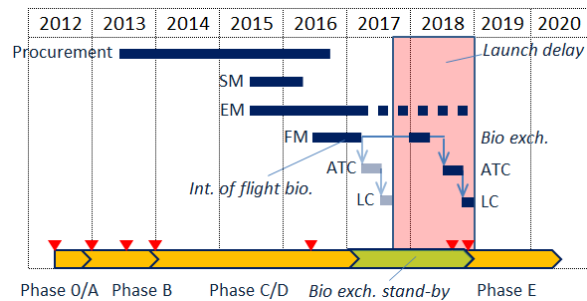 2012 2013 2014 2015 2016 2017 2018 2019 2020
Procurement
Launch delay
SM
EM
FM
Bio exch.
ATC
ATC
Int. of flight bio.
LC
LC
Phase 0/A
Phase B
Phase C/D
Bio exch. stand-by
Phase E